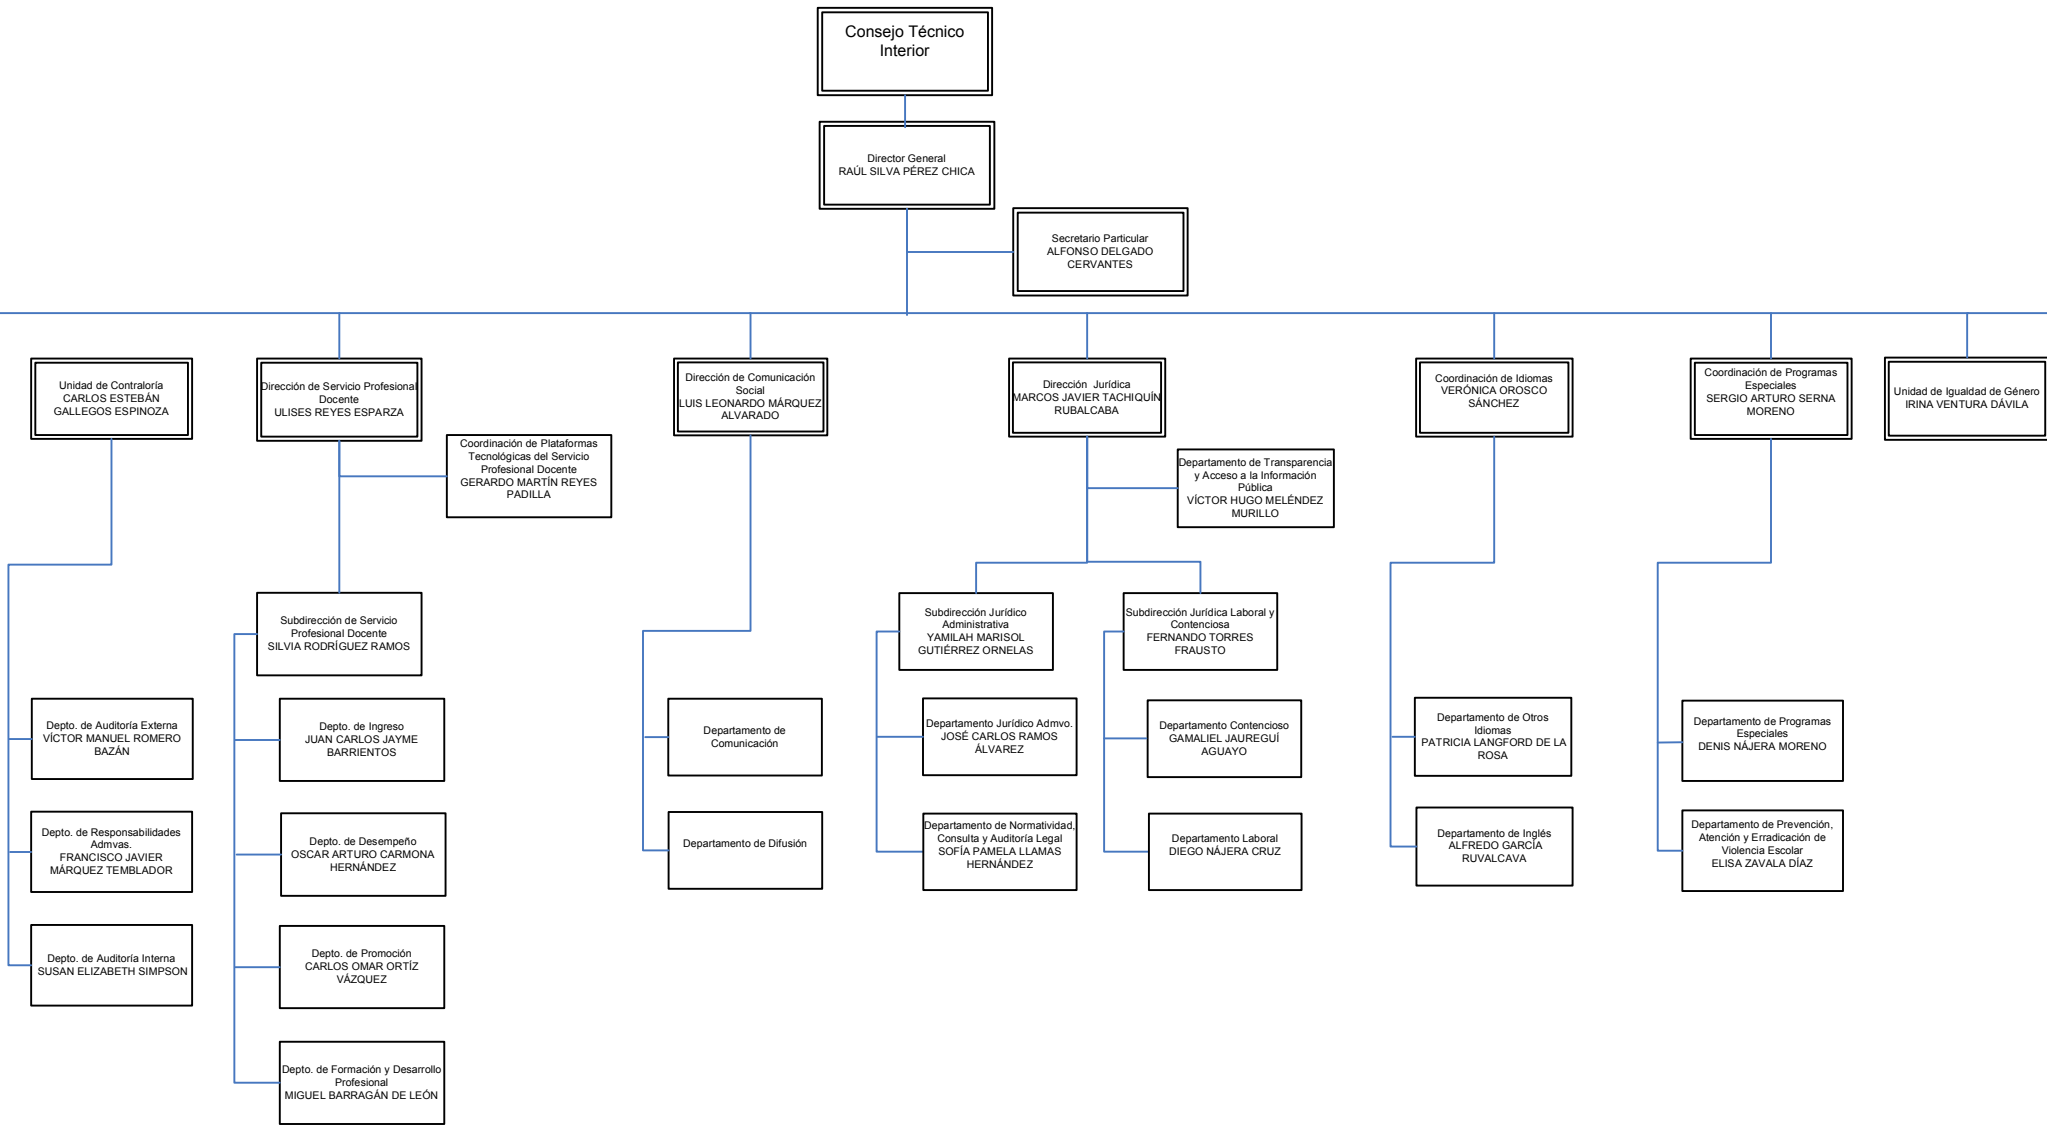 Consejo Técnico
Interior
Director General
RAÚL SILVA PÉREZ CHICA
Secretario Particular
ALFONSO DELGADO
CERVANTES
Unidad de Contraloría
CARLOS ESTEBÁN
GALLEGOS ESPINOZA
Dirección de Servicio Profesional
Docente
ULISES REYES ESPARZA
Dirección de Comunicación
Social
LUIS LEONARDO MÁRQUEZ
ALVARADO
Dirección  Jurídica
MARCOS JAVIER TACHIQUÍN
RUBALCABA
Coordinación de Idiomas
VERÓNICA OROSCO
SÁNCHEZ
Coordinación de Programas
Especiales
SERGIO ARTURO SERNA
MORENO
Unidad de Igualdad de Género
IRINA VENTURA DÁVILA
Coordinación de Plataformas
Tecnológicas del Servicio
Profesional Docente
GERARDO MARTÍN REYES
PADILLA
Departamento de Transparencia
y Acceso a la Información
Pública
VÍCTOR HUGO MELÉNDEZ
MURILLO
Subdirección de Servicio
Profesional Docente
SILVIA RODRÍGUEZ RAMOS
Subdirección Jurídico
Administrativa
YAMILAH MARISOL
GUTIÉRREZ ORNELAS
Subdirección Jurídica Laboral y
Contenciosa
FERNANDO TORRES
FRAUSTO
Depto. de Auditoría Externa
VÍCTOR MANUEL ROMERO
BAZÁN
Depto. de Ingreso
JUAN CARLOS JAYME
BARRIENTOS
Departamento de
Comunicación
Departamento Jurídico Admvo.
JOSÉ CARLOS RAMOS
ÁLVAREZ
Departamento Contencioso
GAMALIEL JAUREGUÍ
AGUAYO
Departamento de Otros
Idiomas
PATRICIA LANGFORD DE LA
ROSA
Departamento de Programas
Especiales
DENIS NÁJERA MORENO
Depto. de Responsabilidades
Admvas.
FRANCISCO JAVIER
MÁRQUEZ TEMBLADOR
Depto. de Desempeño
OSCAR ARTURO CARMONA
HERNÁNDEZ
Departamento de Difusión
Departamento de Normatividad,
Consulta y Auditoría Legal
SOFÍA PAMELA LLAMAS
HERNÁNDEZ
Departamento Laboral
DIEGO NÁJERA CRUZ
Departamento de Inglés
ALFREDO GARCÍA
RUVALCAVA
Departamento de Prevención,
Atención y Erradicación de
Violencia Escolar
ELISA ZAVALA DÍAZ
Depto. de Auditoría Interna
SUSAN ELIZABETH SIMPSON
Depto. de Promoción
CARLOS OMAR ORTÍZ
VÁZQUEZ
Depto. de Formación y Desarrollo
Profesional
MIGUEL BARRAGÁN DE LEÓN